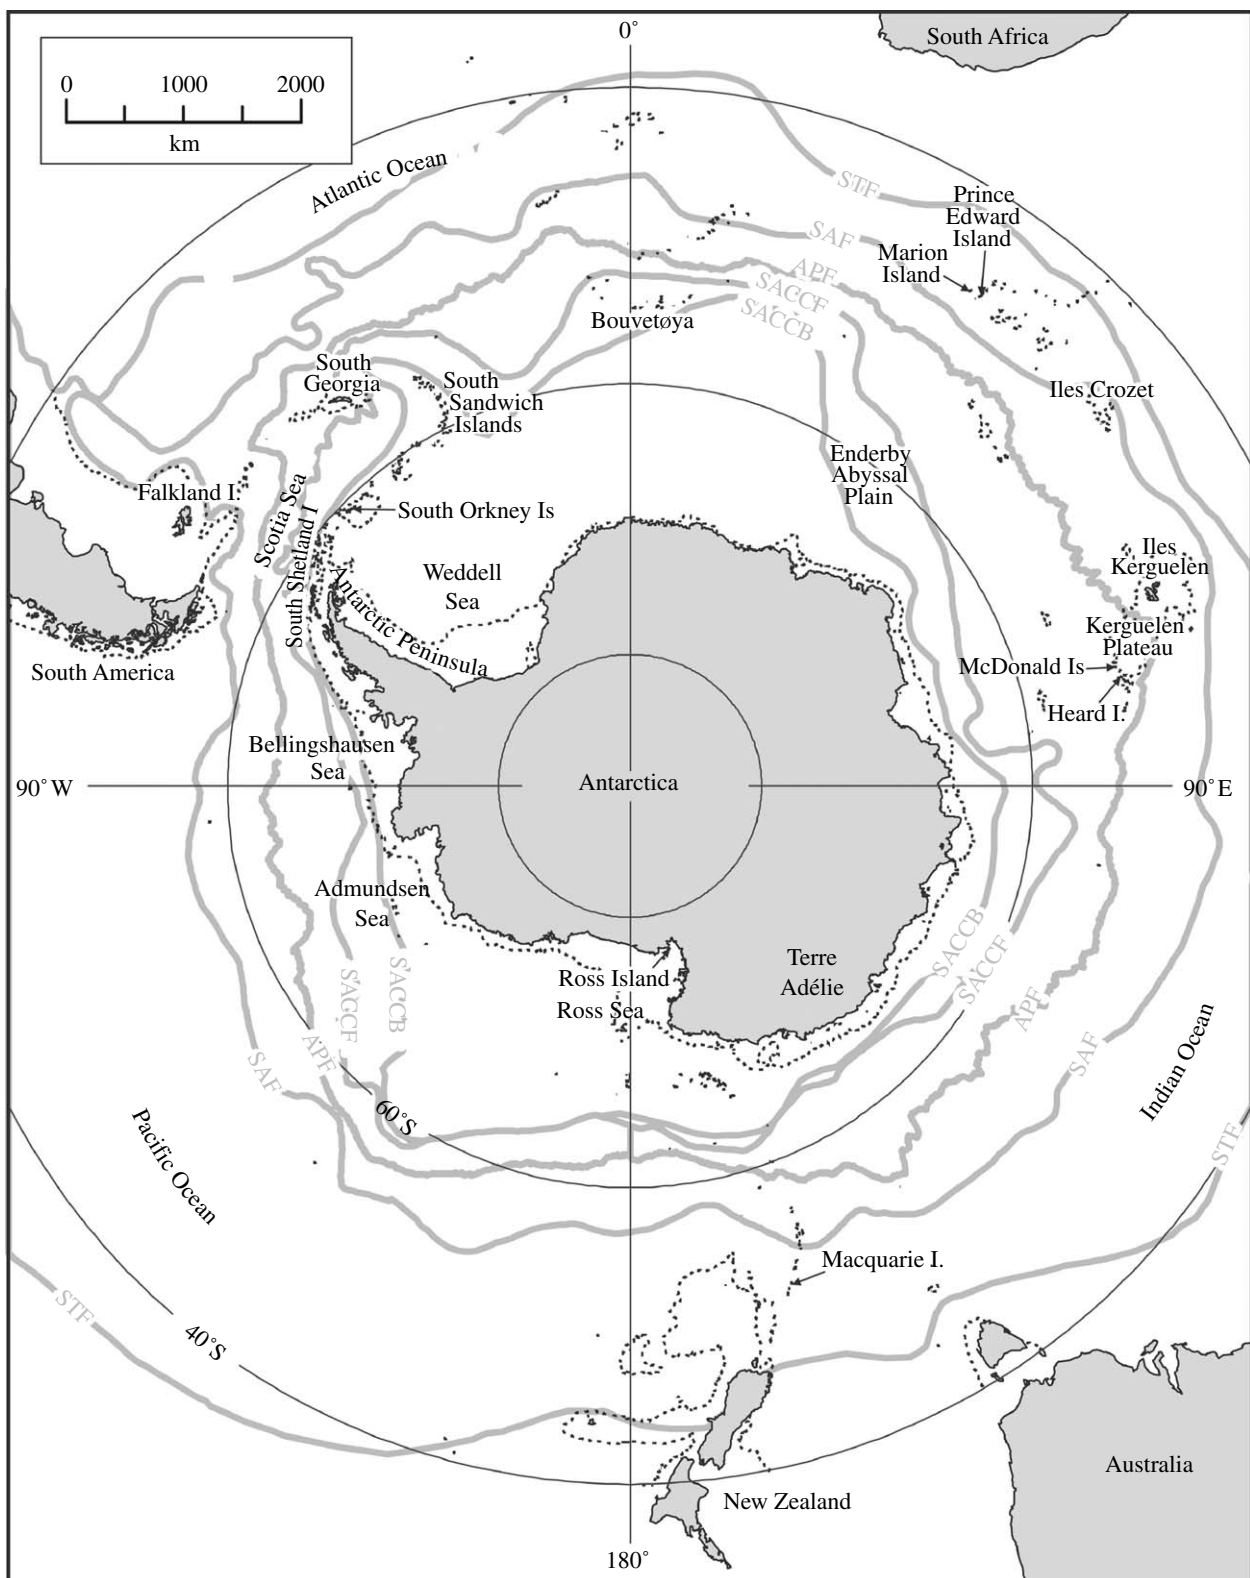 0°
South Africa
0 1000 2000
km
Atlantic Ocean
STF
Prince
Edward
Island
SAF
Marion
Island
APF
SACCF
SACCB
Bouvetøya
South
Georgia
South
Sandwich
Islands
Iles Crozet
Enderby
Abyssal
Plain
Falkland I.
Scotia Sea
South Shetland I
South Orkney Is
Iles
Kerguelen
Weddell
Sea
Antarctic Peninsula
Kerguelen
Plateau
McDonald Is
South America
Heard I.
Bellingshausen
Sea
90°W
Antarctica
90°E
Admundsen
Sea
SACCB
SACCF
Terre
Adélie
Ross Island
Ross Sea
SACCB
SACCF
APF
SAF
APF
SAF
Indian Ocean
60°S
Pacific Ocean
STF
Macquarie I.
STF
40°S
Australia
New Zealand
180°